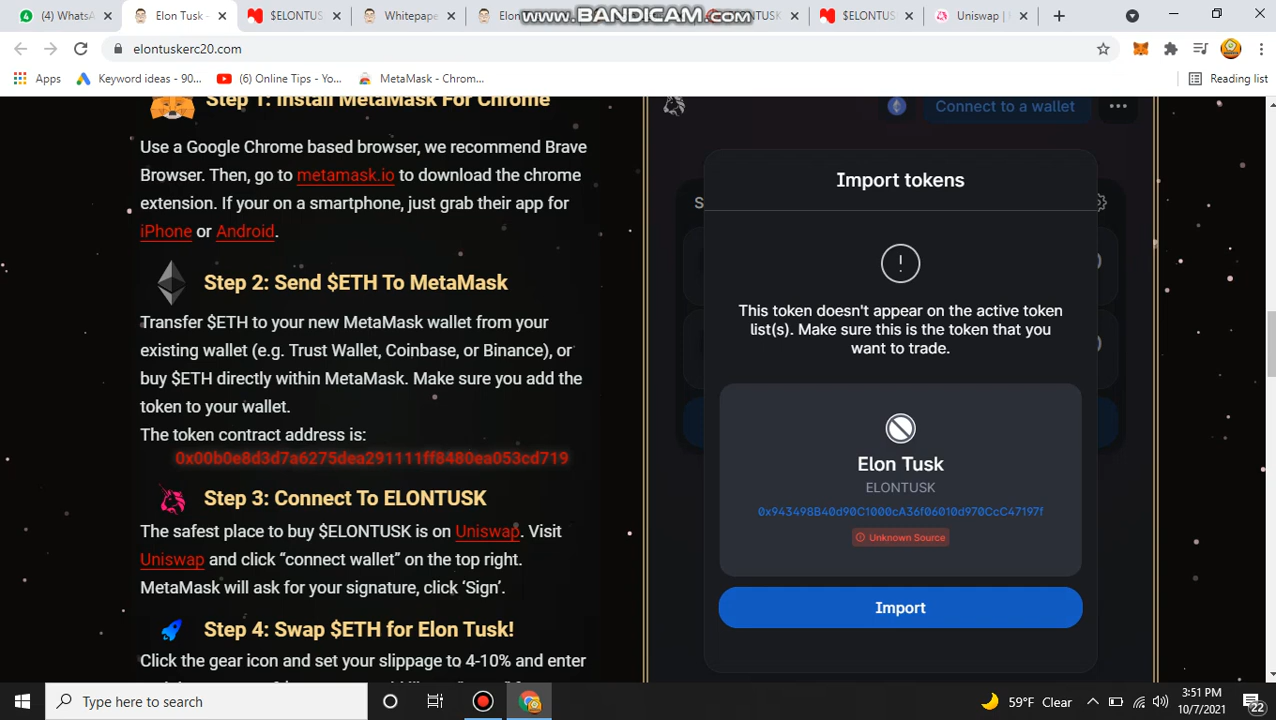 (4) WhatsA
Elon Tusk -
$ELONTUS
Whitepape
Elon
$ELONTUSK
$ELONTUS
Uniswap |
www.BANDICAM.com
elontuskerc20.com
Apps
Keyword ideas - 90...
(6) Online Tips - Yo...
MetaMask - Chrom...
Reading list
Step 1: Install MetaMask For Chrome
Use a Google Chrome based browser, we recommend Brave
Browser. Then, go to metamask.io to download the chrome
extension. If your on a smartphone, just grab their app for
iPhone or Android.
Step 2: Send $ETH To MetaMask
Transfer $ETH to your new MetaMask wallet from your
existing wallet (e.g. Trust Wallet, Coinbase, or Binance), or
buy $ETH directly within MetaMask. Make sure you add the
token to your wallet.
The token contract address is:
0x00b0e8d3d7a6275dea291111ff8480ea053cd719
Step 3: Connect To ELONTUSK
The safest place to buy $ELONTUSK is on Uniswap. Visit
Uniswap and click “connect wallet” on the top right.
MetaMask will ask for your signature, click ‘Sign’.
Step 4: Swap $ETH for Elon Tusk!
Click the gear icon and set your slippage to 4-10% and enter
Connect to a wallet
S
Import tokens
This token doesn't appear on the active token
list(s). Make sure this is the token that you
want to trade.
Elon Tusk
ELONTUSK
0x943498B40d90C1000cA36f06010d970CcC47197f
Unknown Source
Import
Type here to search
59°F Clear
3:51 PM
10/7/2021
22